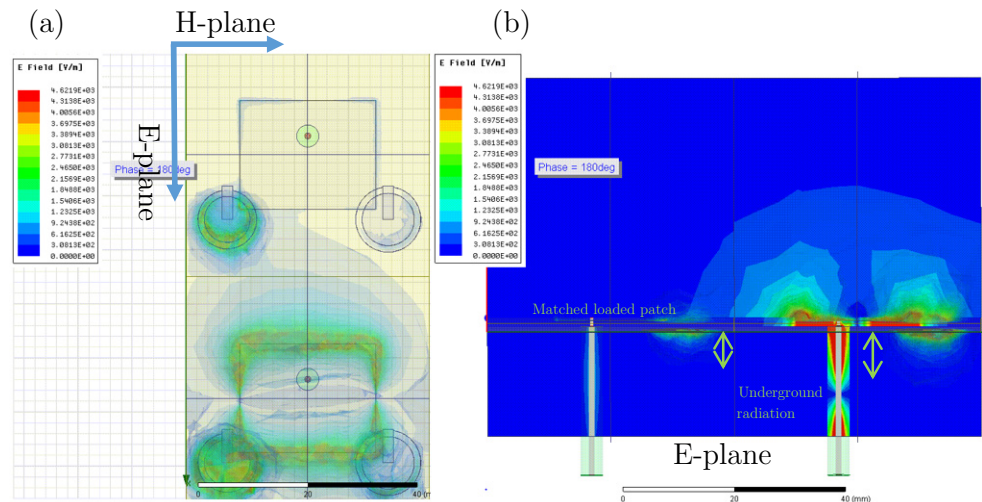 (a)
H-plane
E Field [V/m]
4.6219E+03
4.3138E+03
4.0056E+03
3.6975E+03
3.3894E+03
3.0813E+03
2.7731E+03
2.4650E+03
2.1569E+03
1.8488E+03
1.5406E+03
1.2325E+03
9.2438E+02
6.1625E+02
3.0813E+02
0.0000E+00
E-plane
Phase = 180deg
0
20
40 (m
(b)
E Field [V/m]
4.6219E+03
4.3138E+03
4.0056E+03
3.6975E+03
3.3894E+03
3.0813E+03
2.7731E+03
2.4650E+03
2.1569E+03
1.8488E+03
1.5406E+03
1.2325E+03
9.2438E+02
6.1625E+02
3.0813E+02
0.0000E+00
Phase = 180deg
Matched loaded patch
Underground
radiation
E-plane
0
20
40 (mm)